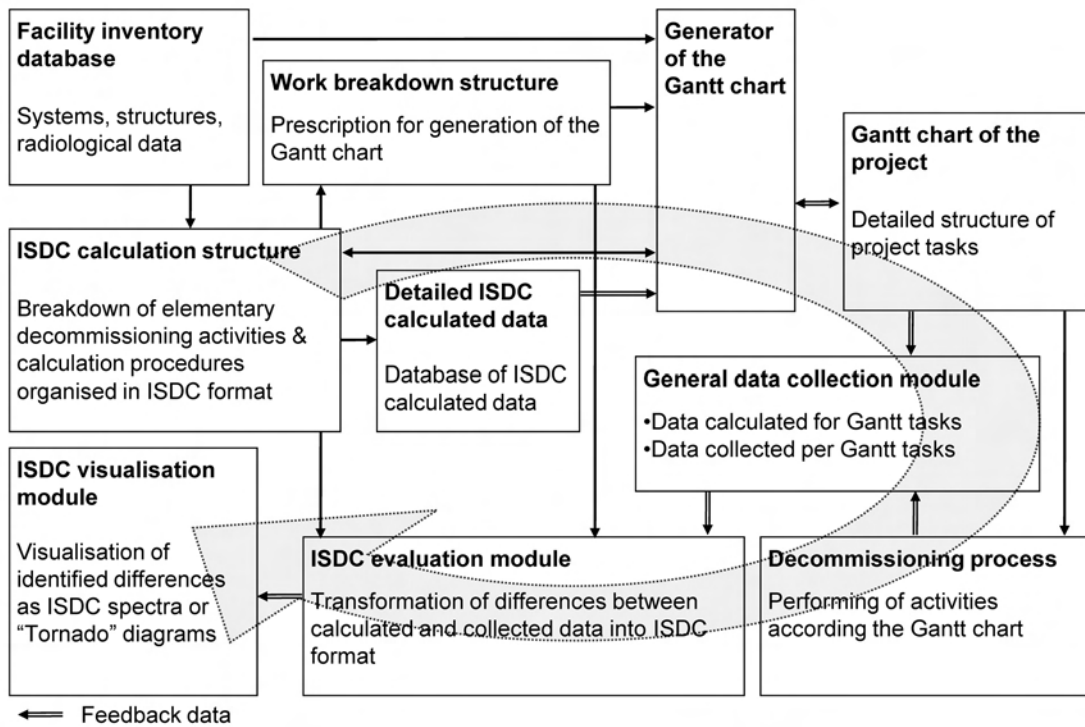 Facility inventory
database
Systems, structures,
radiological data
Work breakdown structure
Prescription for generation of the
Gantt chart
Generator
of the
Gantt chart
Gantt chart of the
project
Detailed structure of
project tasks
ISDC calculation structure
Breakdown of elementary
decommissioning activities &
calculation procedures
organised in ISDC format
Detailed ISDC
calculated data
Database of ISDC
calculated data
General data collection module
•Data calculated for Gantt tasks
•Data collected per Gantt tasks
ISDC visualisation
module
Visualisation of
identified differences
as ISDC spectra or
“Tornado” diagrams
ISDC evaluation module
Transformation of differences between
calculated and collected data into ISDC
format
Decommissioning process
Performing of activities
according the Gantt chart
Feedback data